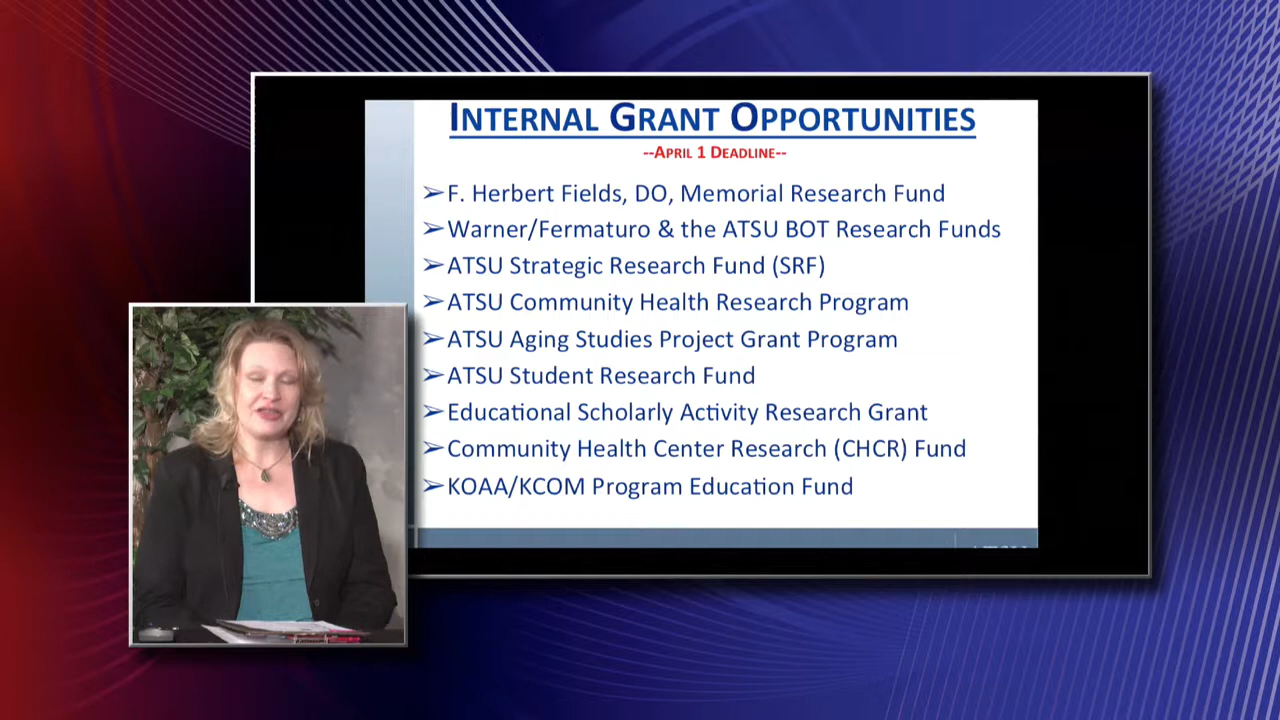 INTERNAL GRANT OPPORTUNITIES
--APRIL 1 DEADLINE--
➢F. Herbert Fields, DO, Memorial Research Fund
➢Warner/Fermaturo & the ATSU BOT Research Funds
➢ATSU Strategic Research Fund (SRF)
➢ATSU Community Health Research Program
➢ATSU Aging Studies Project Grant Program
➢ATSU Student Research Fund
➢Educational Scholarly Activity Research Grant
➢Community Health Center Research (CHCR) Fund
➢KOAA/KCOM Program Education Fund